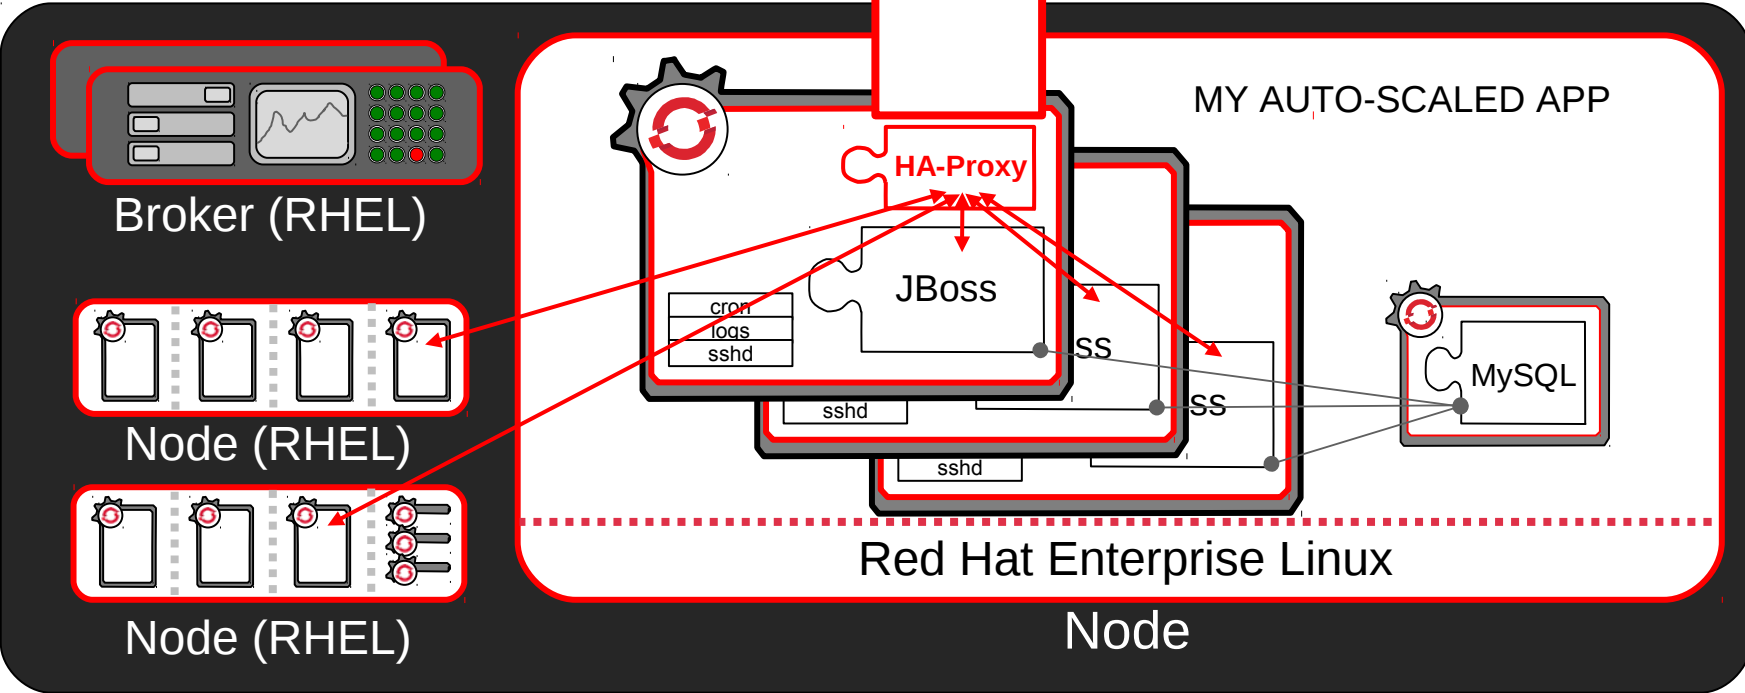 MY AUTO-SCALED APP
HA-Proxy
Broker (RHEL)
JBoss
cron
logs
sshd
ss
ss
MySQL
sshd
Node (RHEL)
sshd
Red Hat Enterprise Linux
Node (RHEL)
Node